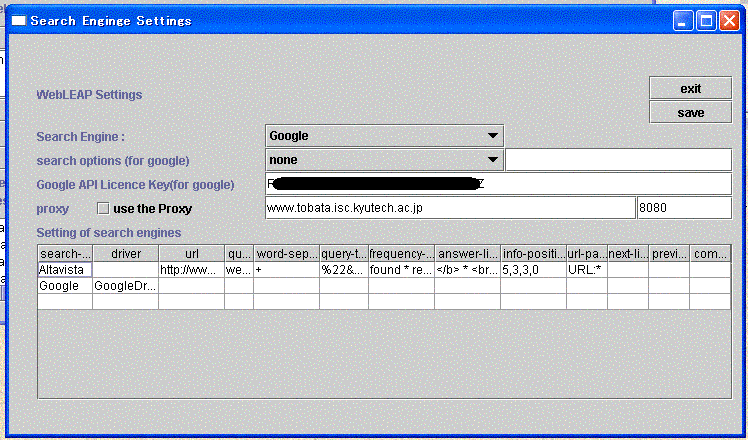 Search Enginge Settings
WebLEAP Settings
exit
save
Search Engine : Google
search options (for google) none
Google API Licence Key(for google)
proxy use the Proxy www.tobata.isc.kyutech.ac.jp 8080
Setting of search engines
search-... driver url qu... word-sep... query-t... frequency-... answer-li... info-positi... url-pa... next-li... previ... com...
Altavista http://ww... we... + %22&... found * re... </b> * <br... 5,3,3,0 URL:*
Google GoogleDr...